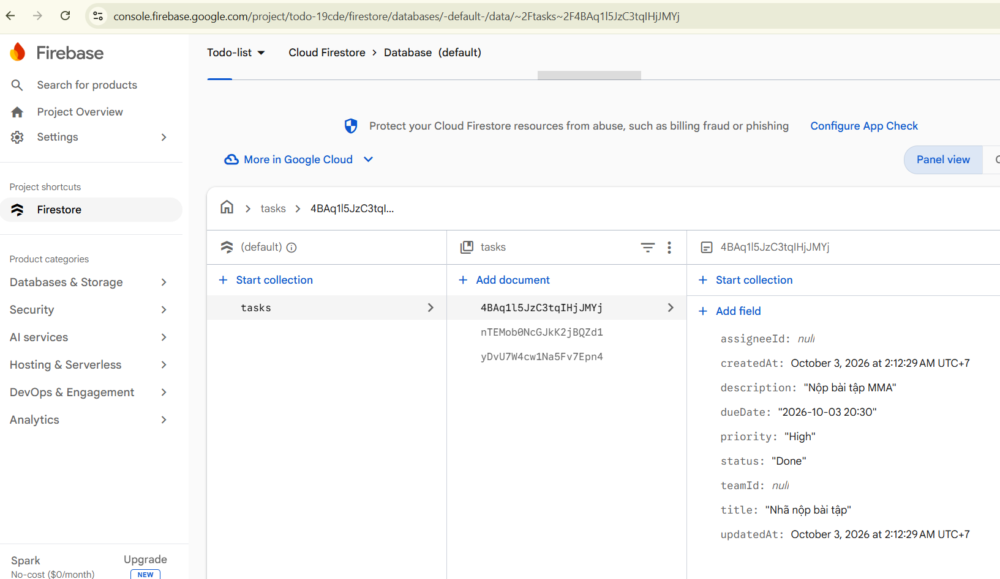 console.firebase.google.com/project/todo-19cde/firestore/databases/-default-/data/~2Ftasks~2F4BAq1l5JzC3tqIHjJMYj
Firebase
Search for products
Project Overview
Settings
Project shortcuts
Firestore
Product categories
Databases & Storage
Security
AI services
Hosting & Serverless
DevOps & Engagement
Analytics
Spark
No-cost ($0/month)
Upgrade
NEW
Todo-list
Cloud Firestore > Database (default)
Protect your Cloud Firestore resources from abuse, such as billing fraud or phishing Configure App Check
More in Google Cloud
Panel view
tasks > 4BAq1l5JzC3tqI...
(default)
+ Start collection
tasks
tasks
+ Add document
4BAq1l5JzC3tqIHjJMYj
nTEMob0NcGJkK2jBQZd1
yDvU7W4cw1Na5Fv7Epn4
4BAq1l5JzC3tqIHjJMYj
+ Start collection
+ Add field
assigneeId: null
createdAt: October 3, 2026 at 2:12:29 AM UTC+7
description: "Nộp bài tập MMA"
dueDate: "2026-10-03 20:30"
priority: "High"
status: "Done"
teamId: null
title: "Nhã nộp bài tập"
updatedAt: October 3, 2026 at 2:12:29 AM UTC+7